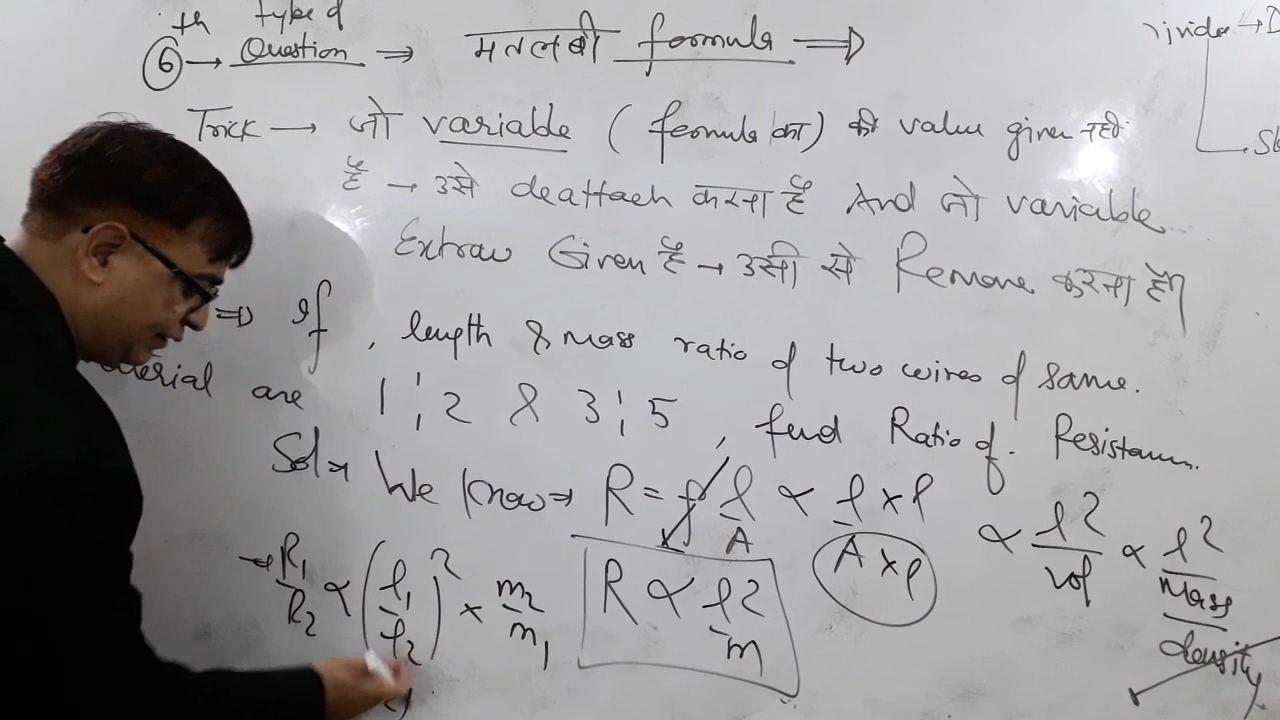 6 th type of Question ⇒ मतलबी formula ⇒
Trick → जो variable (formula का) की value given नही
है → उसे deattach करना है And जो variable
Extra Given है → उसी से Remove करना है।
⇒ If, length & mass ratio of two wires of same.
are 1:2 & 3:5, find Ratio of. Resistance.
Sol⇒ We know⇒ R = ρ l/A ∝ l×l / A×l ∝ l²/vol ∝ l²/(mass/density)
→ R₁/R₂ ∝ (l₁/l₂)² × m₂/m₁
R ∝ l²/m